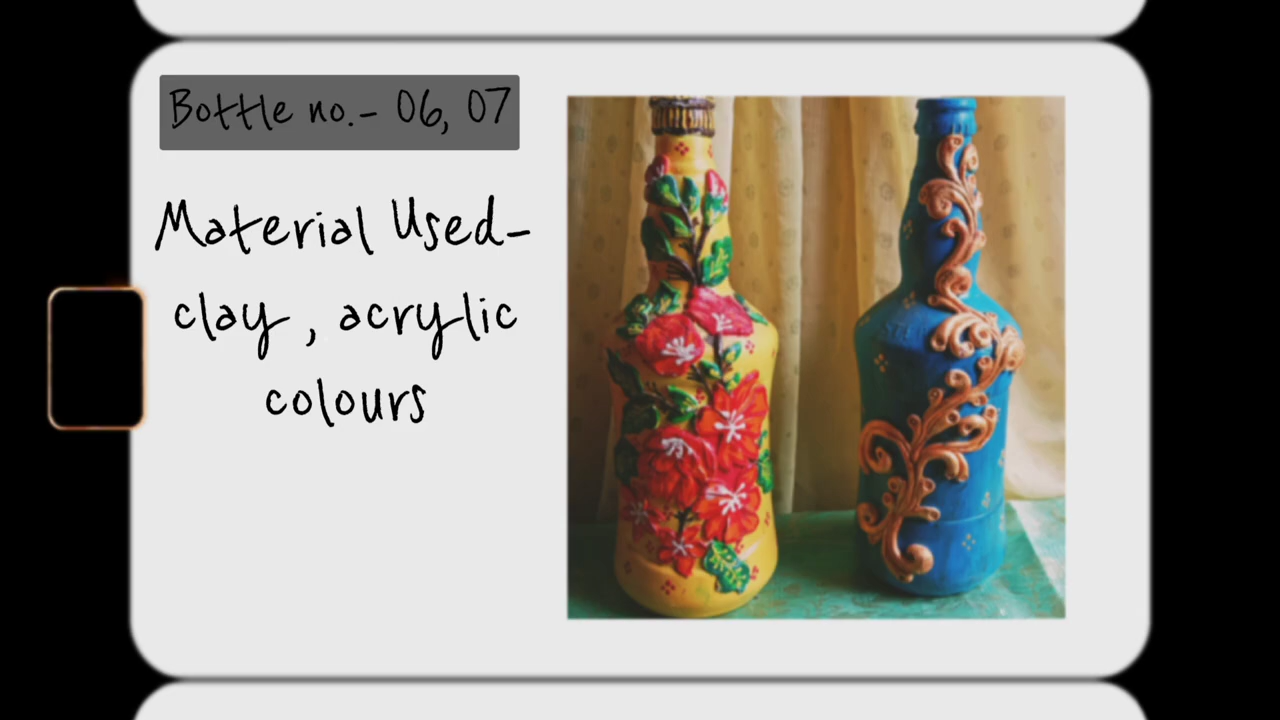 Bottle no.- 06, 07
Material Used-
clay, acrylic
colours